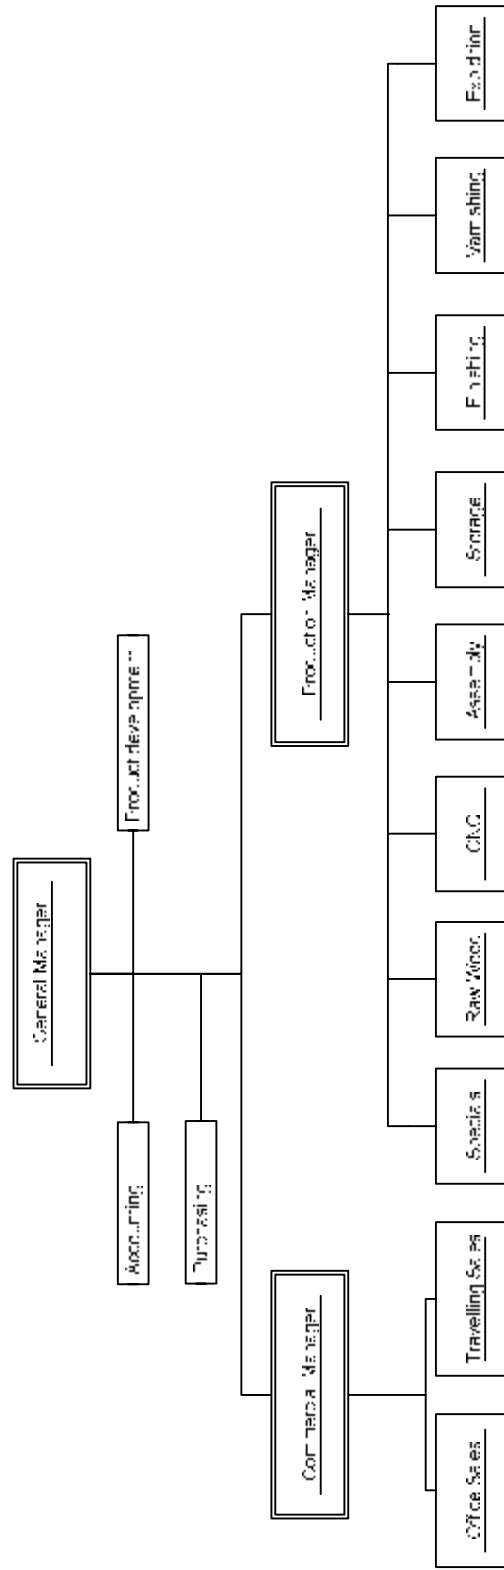 General Manager
Accounting
Product development
Purchasing
Commercial Manager
Production Manager
Office Sales
Travelling Sales
Specials
Raw Wood
CNC
Assembly
Storage
Finishing
Varnishing